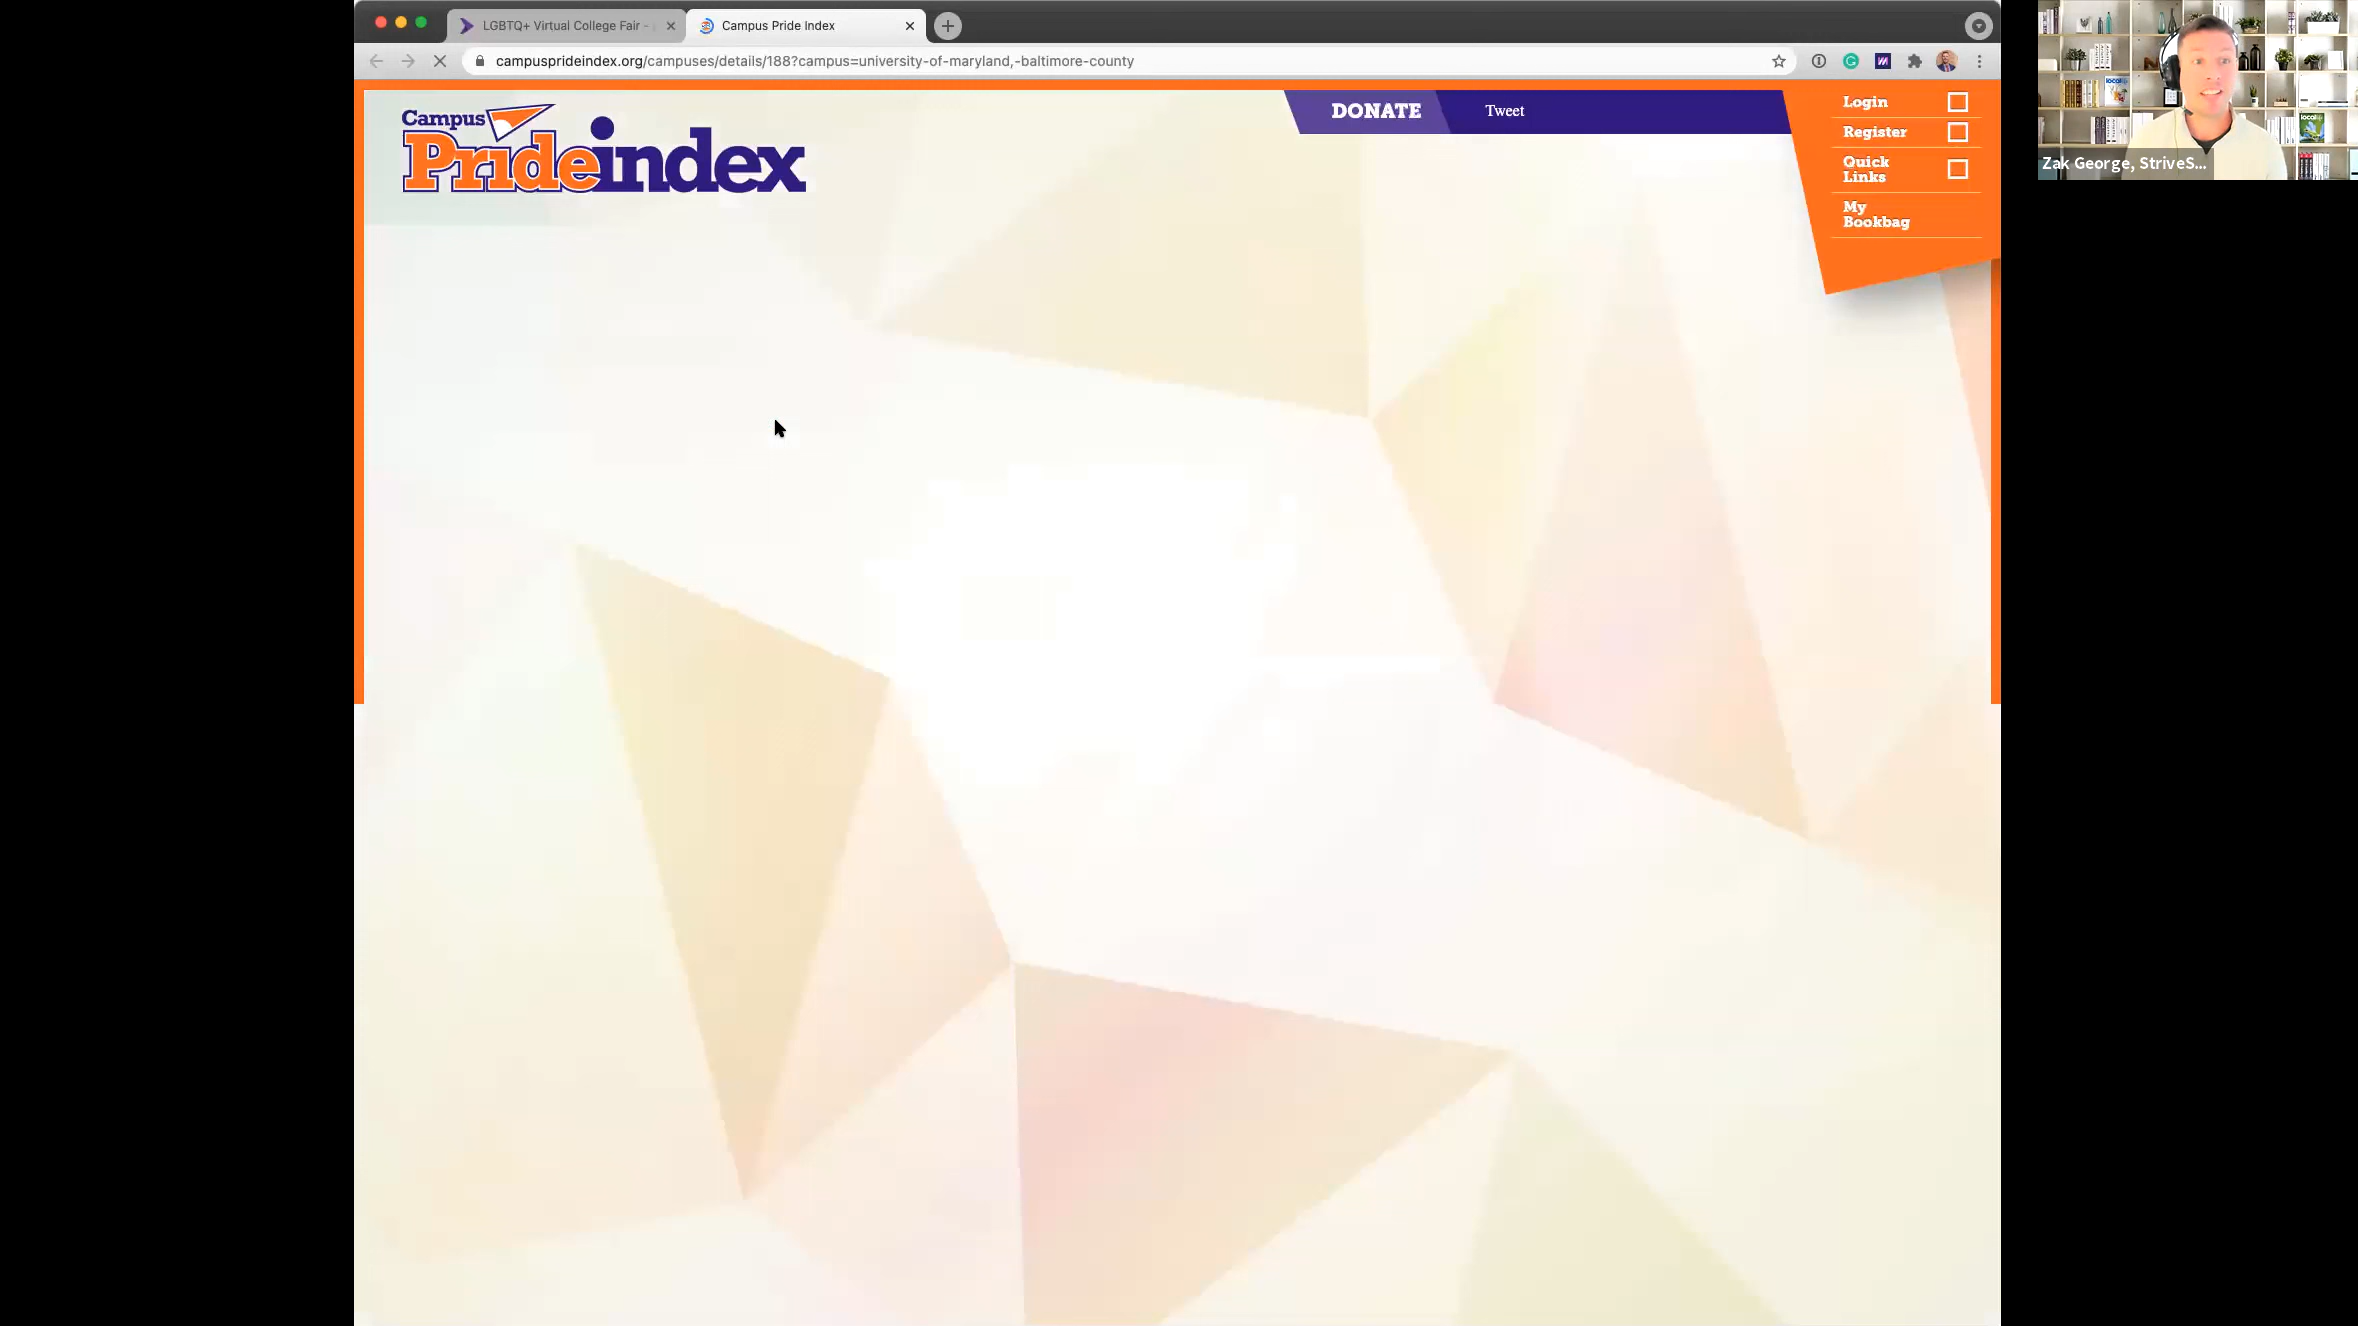 LGBTQ+ Virtual College Fair -
Campus Pride Index
campusprideindex.org/campuses/details/188?campus=university-of-maryland,-baltimore-county
Campus
Prideindex
DONATE
Tweet
Login
Register
Quick
Links
My
Bookbag
Zak George, StriveS...